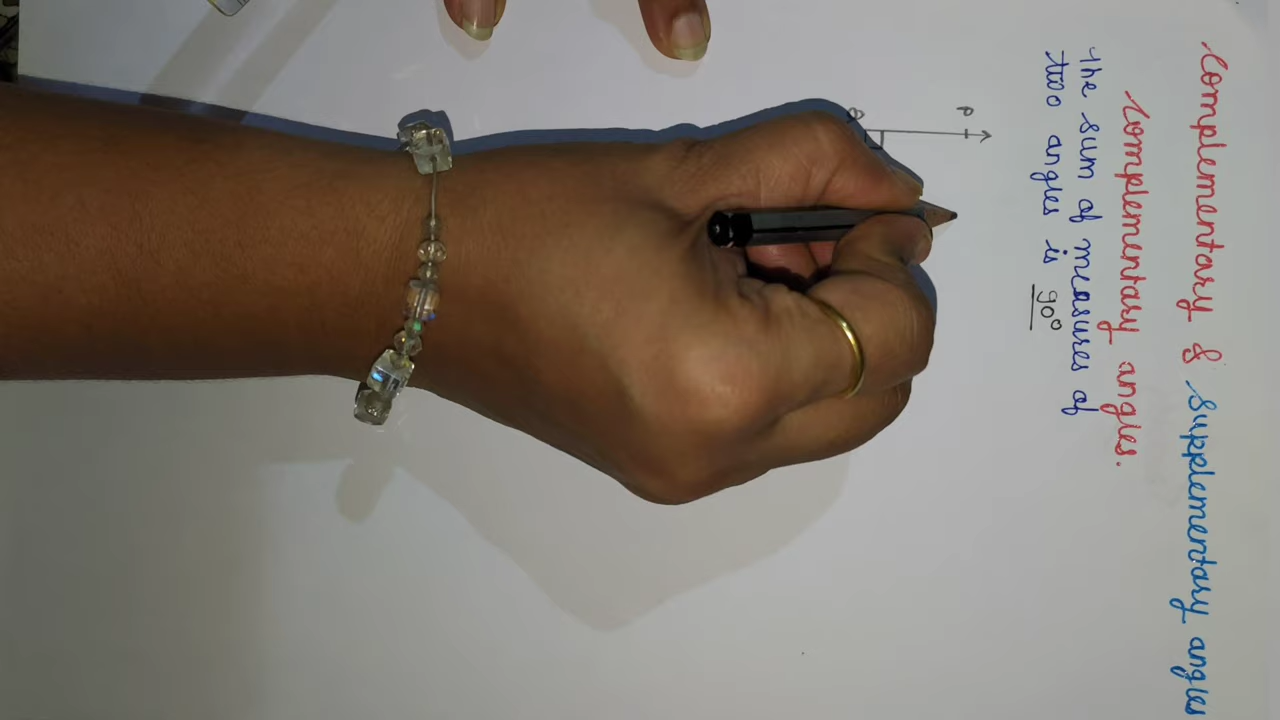 Complementary & Supplementary angles
Complementary angles.
The sum of measures of
two angles is 90°
P